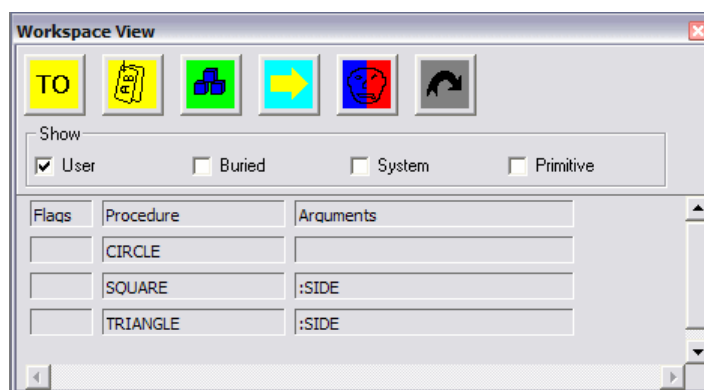 Workspace View
TO
Show
User Buried System Primitive
Flags Procedure Arguments
CIRCLE
SQUARE :SIDE
TRIANGLE :SIDE